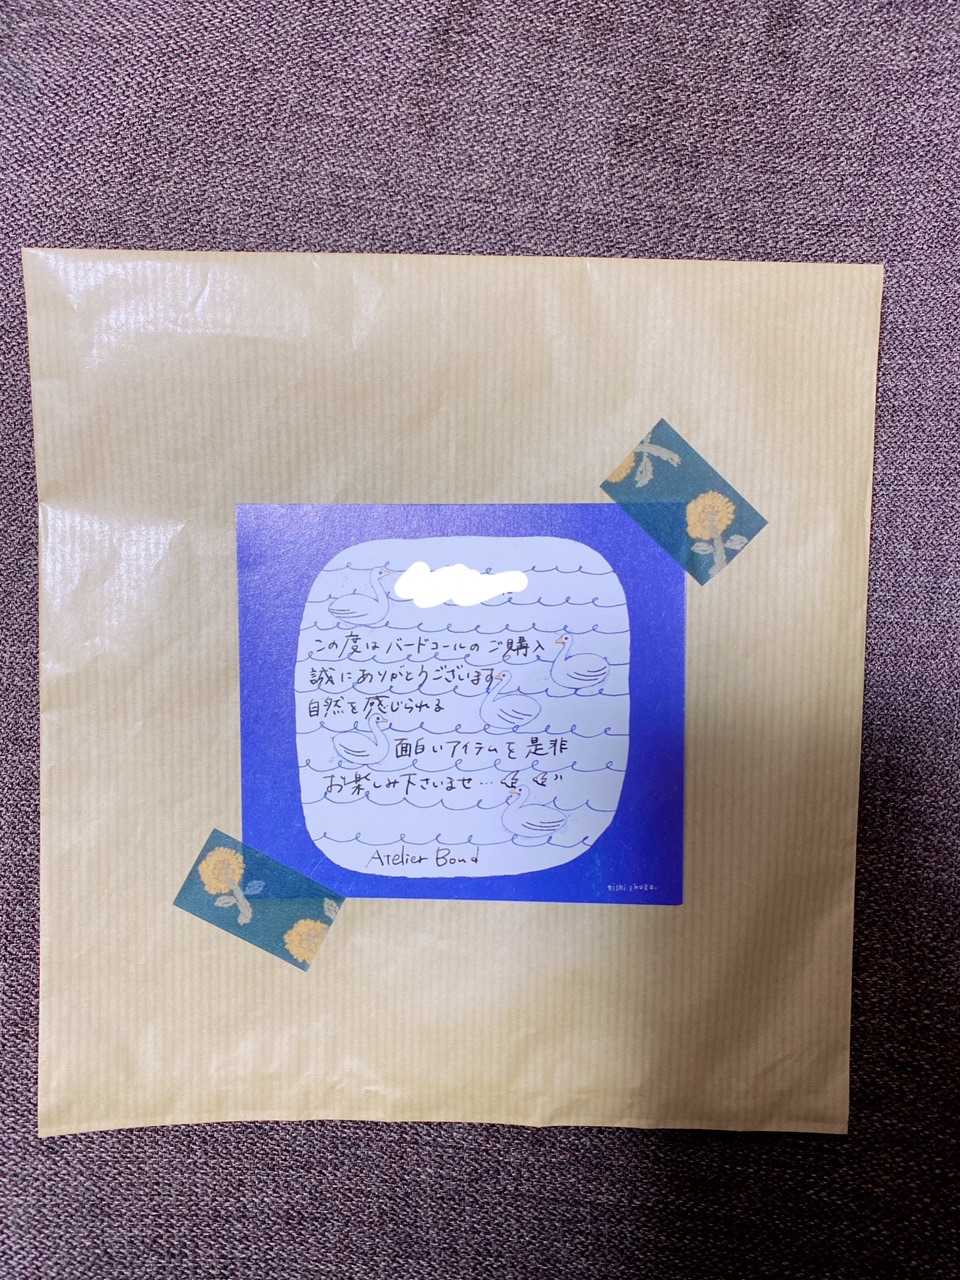 この度はバードコールのご購入
誠にありがとうございます
自然を感じられる
面白いアイテムを是非
お楽しみ下さいませ…
Atelier Bond